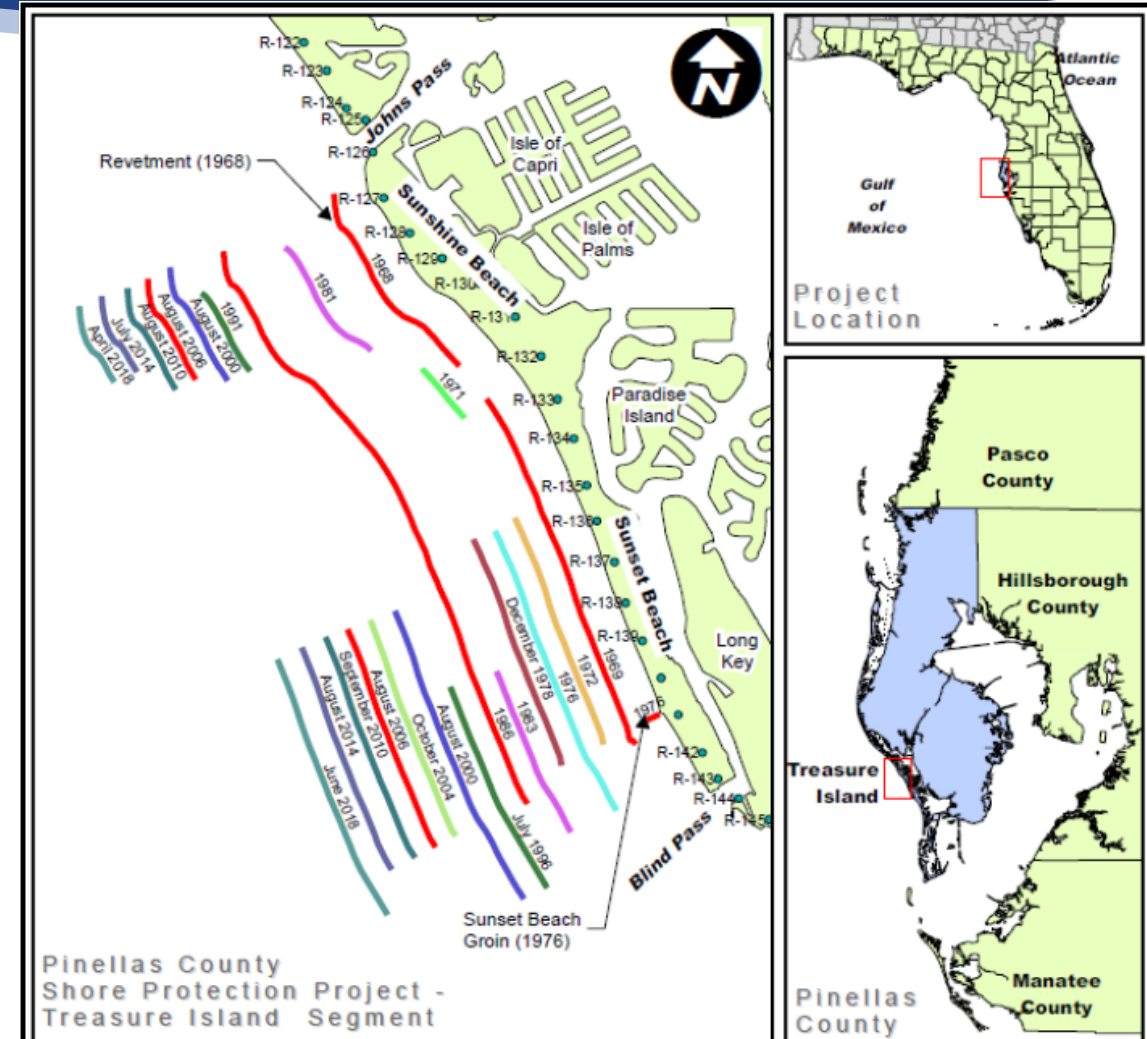 R-122
R-123
R-124
R-125
Johns Pass
R-126
Revetment (1968)
Isle of
Capri
R-127
Sunshine Beach
R-128
R-129
R-130
R-131
Isle of
Palms
1968
1981
1991
August 2000
August 2006
August 2010
July 2014
April 2018
1971
R-132
R-133
R-134
Paradise
Island
R-135
R-136
R-137
R-138
R-139
Sunset Beach
Long
Key
1969
1972
1976
December 1978
1983
1986
July 1996
August 2000
October 2004
August 2006
September 2010
August 2014
June 2018
1976
R-142
R-143
R-144
R-145
Blind Pass
Sunset Beach
Groin (1976)
Pinellas County
Shore Protection Project -
Treasure Island Segment
N
Atlantic
Ocean
Gulf
of
Mexico
Project
Location
Pasco
County
Hillsborough
County
Treasure
Island
Manatee
County
Pinellas
County